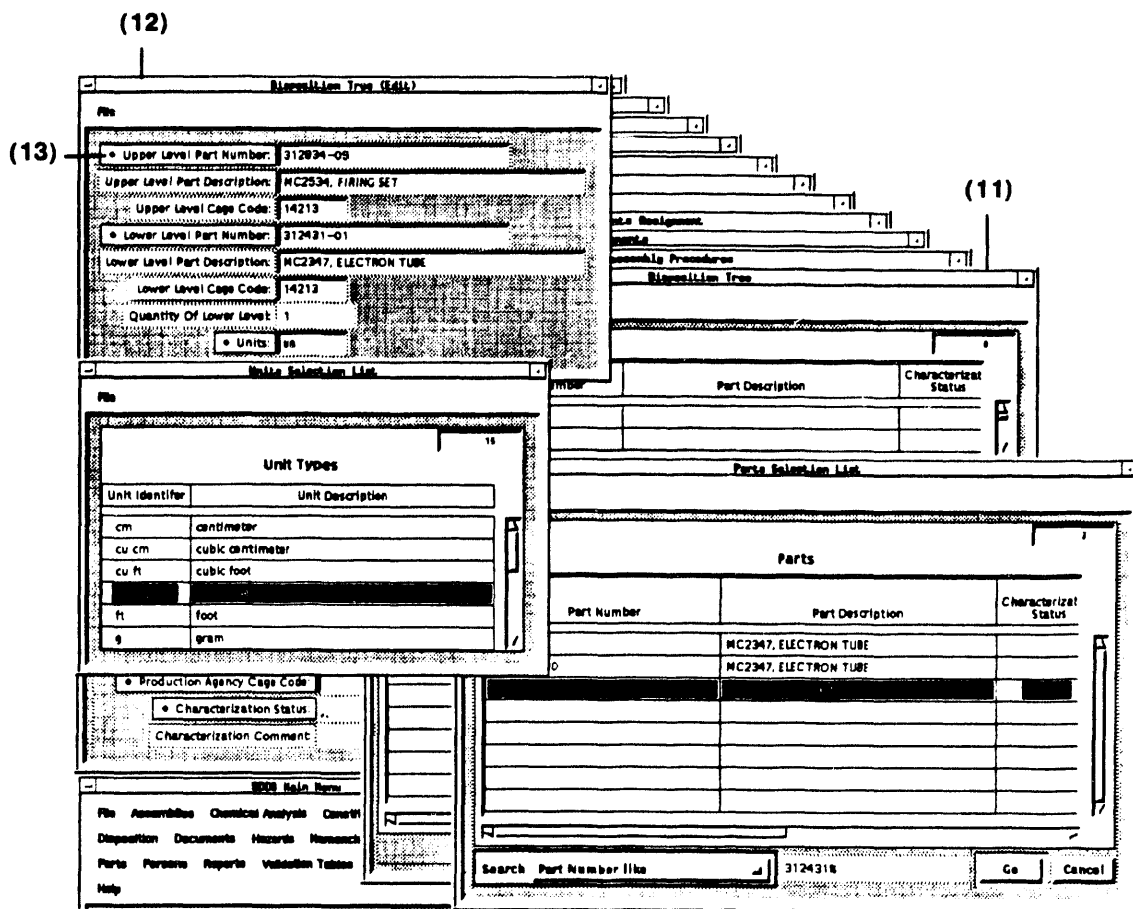 (12)
Disposition Tree (Edit)
File
(13)
Upper Level Part Number: 312834-05
Upper Level Part Description: MC2534, FIRING SET
Upper Level Cage Code: 14213
Lower Level Part Number: 312431-01
Lower Level Part Description: MC2347, ELECTRON TUBE
Lower Level Cage Code: 14213
Quantity Of Lower Level: 1
Units:
(11)
Disposition Tree
Part Description
Characterizat
Status
Units Selection List
File
15
Unit Types
Unit Identifer
Unit Description
cm centimeter
cu cm cubic centimeter
cu ft cubic foot
ft foot
g gram
Parts Selection List
Parts
Part Number
Part Description
Characterizat
Status
MC2347, ELECTRON TUBE
MC2347, ELECTRON TUBE
Search Part Number like
312431%
Go
Cancel
Production Agency Cage Code
Characterization Status
Characterization Comment
Main Menu
File Assemblies Chemical Analysis
Disposition Documents Hazards
Parts Persons Reports Validation Tables
Help